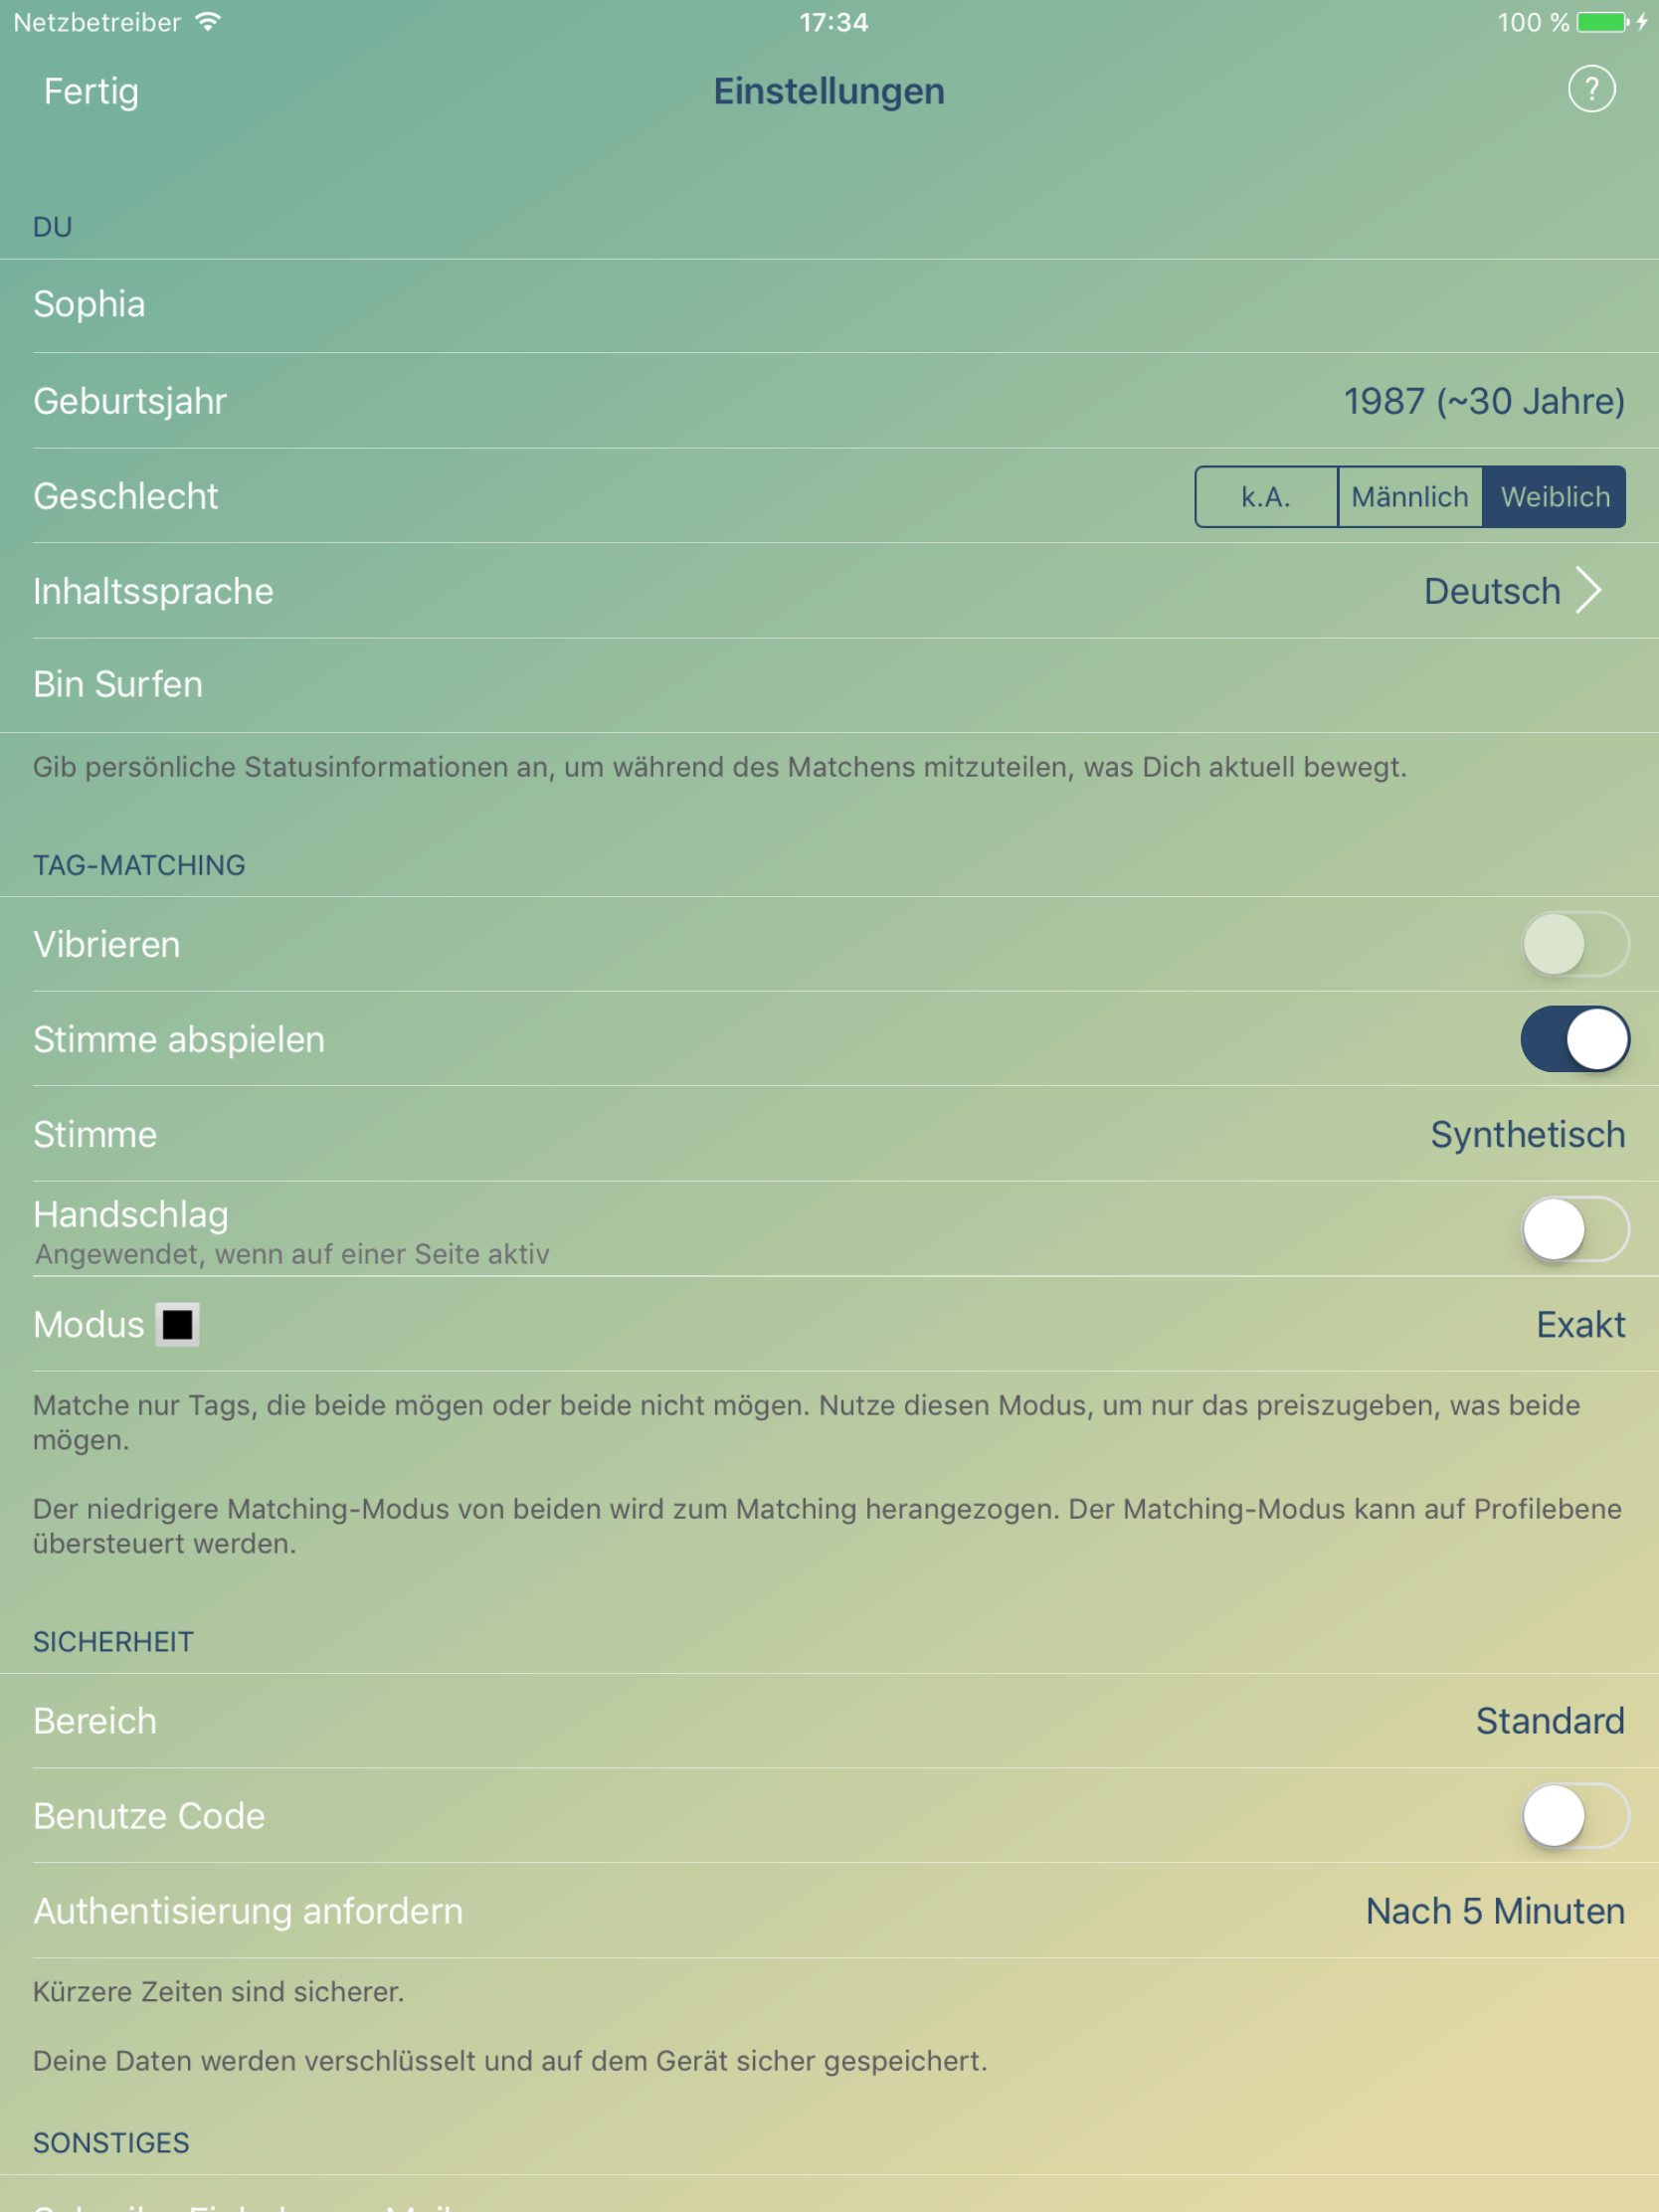 Netzbetreiber 17:34 100 %
Fertig Einstellungen ?
DU
Sophia
Geburtsjahr 1987 (~30 Jahre)
Geschlecht k.A. Männlich Weiblich
Inhaltssprache Deutsch
Bin Surfen
Gib persönliche Statusinformationen an, um während des Matchens mitzuteilen, was Dich aktuell bewegt.
TAG-MATCHING
Vibrieren
Stimme abspielen
Stimme Synthetisch
Handschlag
Angewendet, wenn auf einer Seite aktiv
Modus Exakt
Matche nur Tags, die beide mögen oder beide nicht mögen. Nutze diesen Modus, um nur das preiszugeben, was beide
mögen.
Der niedrigere Matching-Modus von beiden wird zum Matching herangezogen. Der Matching-Modus kann auf Profilebene
übersteuert werden.
SICHERHEIT
Bereich Standard
Benutze Code
Authentisierung anfordern Nach 5 Minuten
Kürzere Zeiten sind sicherer.
Deine Daten werden verschlüsselt und auf dem Gerät sicher gespeichert.
SONSTIGES